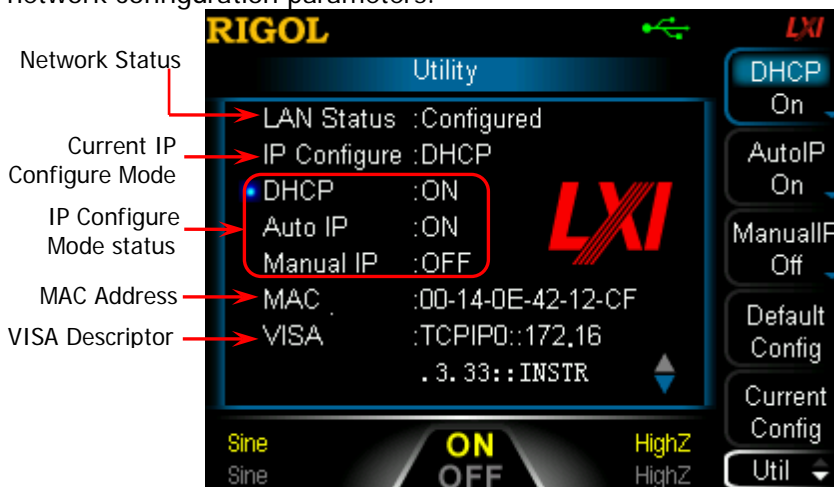 network configuration parameters.
RIGOL
LXI
Network Status
Utility
DHCP
On
LAN Status :Configured
Current IP
Configure Mode
IP Configure :DHCP
AutoIP
On
DHCP :ON
IP Configure
Mode status
Auto IP :ON
LXI
ManualIP
Off
Manual IP :OFF
MAC Address
MAC :00-14-0E-42-12-CF
Default
Config
VISA Descriptor
VISA :TCPIP0::172.16
.3.33::INSTR
Current
Config
Sine ON HighZ
Sine OFF HighZ
Util